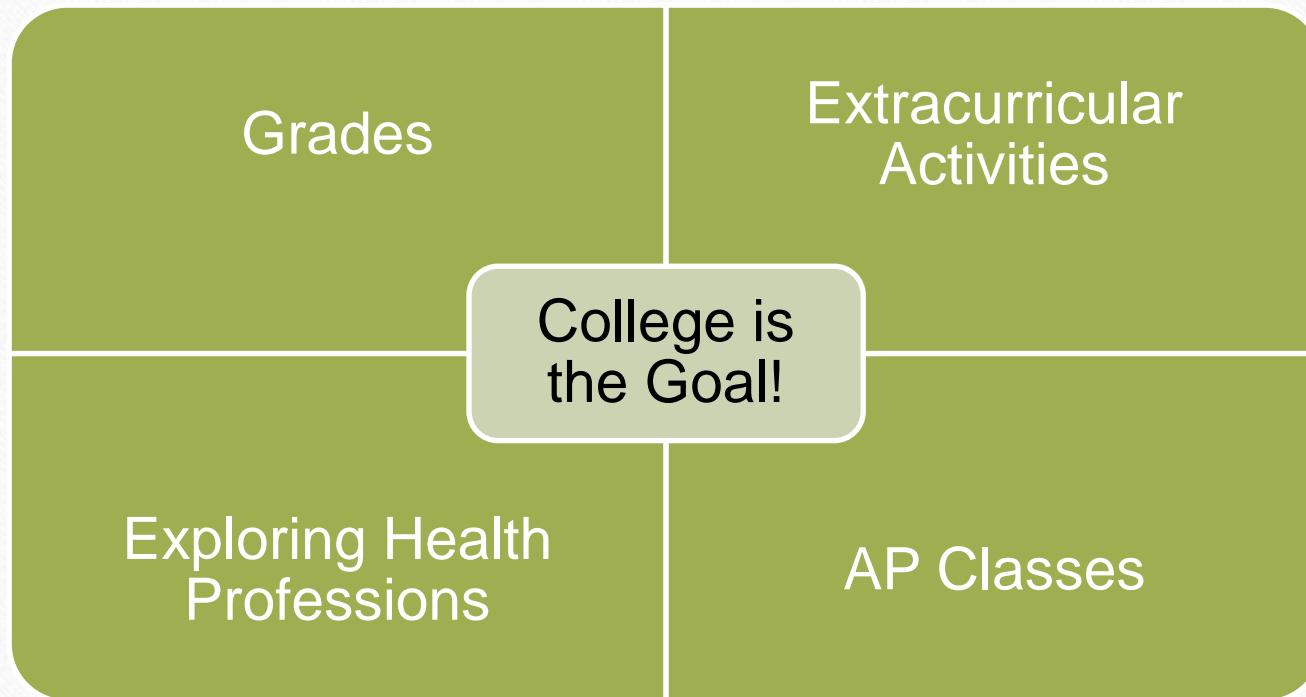 Grades
Extracurricular
Activities
College is
the Goal!
Exploring Health
Professions
AP Classes